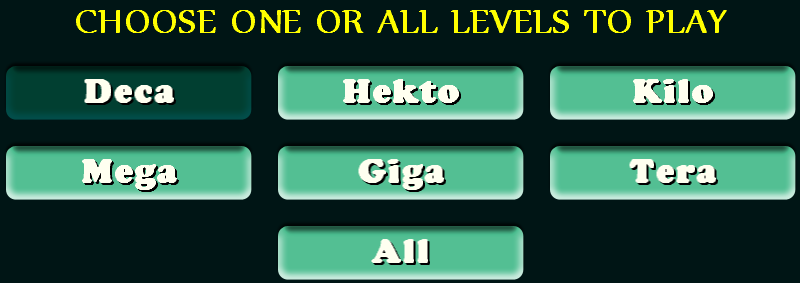 CHOOSE ONE OR ALL LEVELS TO PLAY
Deca Hekto Kilo
Mega Giga Tera
All